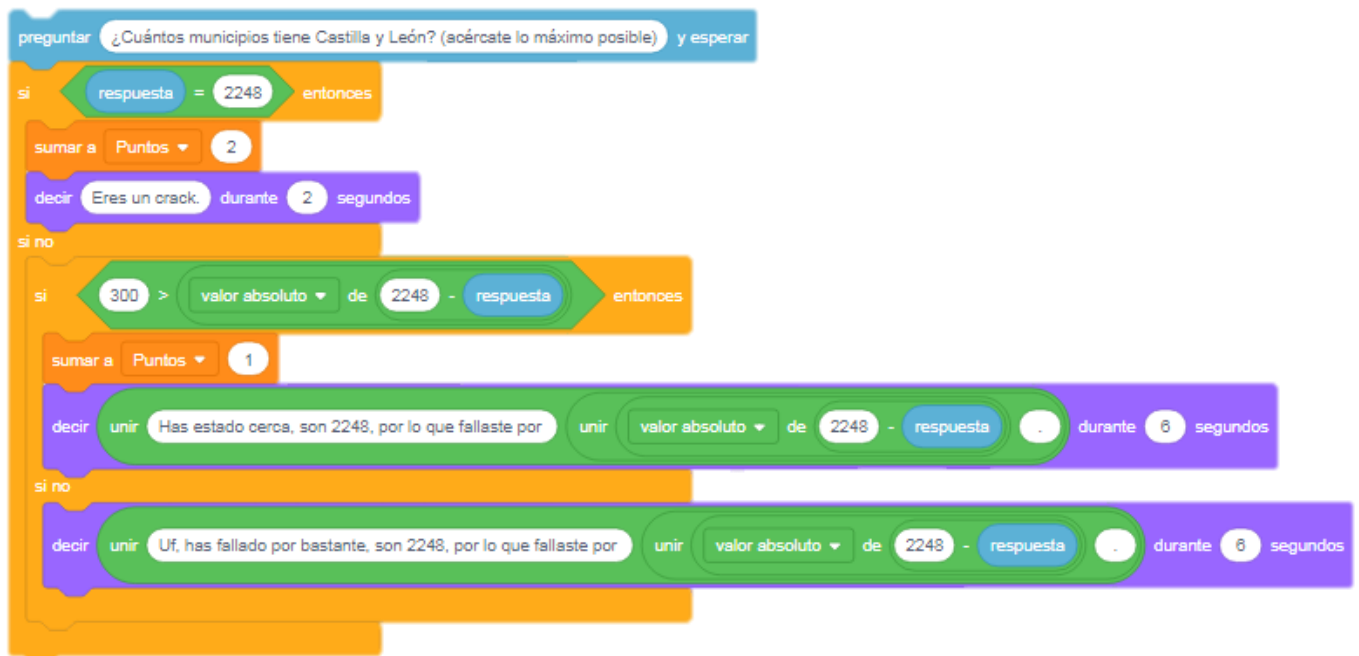 preguntar ¿Cuántos municipios tiene Castilla y León? (acércate lo máximo posible) y esperar
si respuesta = 2248 entonces
sumar a Puntos 2
decir Eres un crack. durante 2 segundos
si no
si 300 > valor absoluto de 2248 - respuesta entonces
sumar a Puntos 1
decir unir Has estado cerca, son 2248, por lo que fallaste por unir valor absoluto de 2248 - respuesta . durante 6 segundos
si no
decir unir Uf, has fallado por bastante, son 2248, por lo que fallaste por unir valor absoluto de 2248 - respuesta . durante 6 segundos